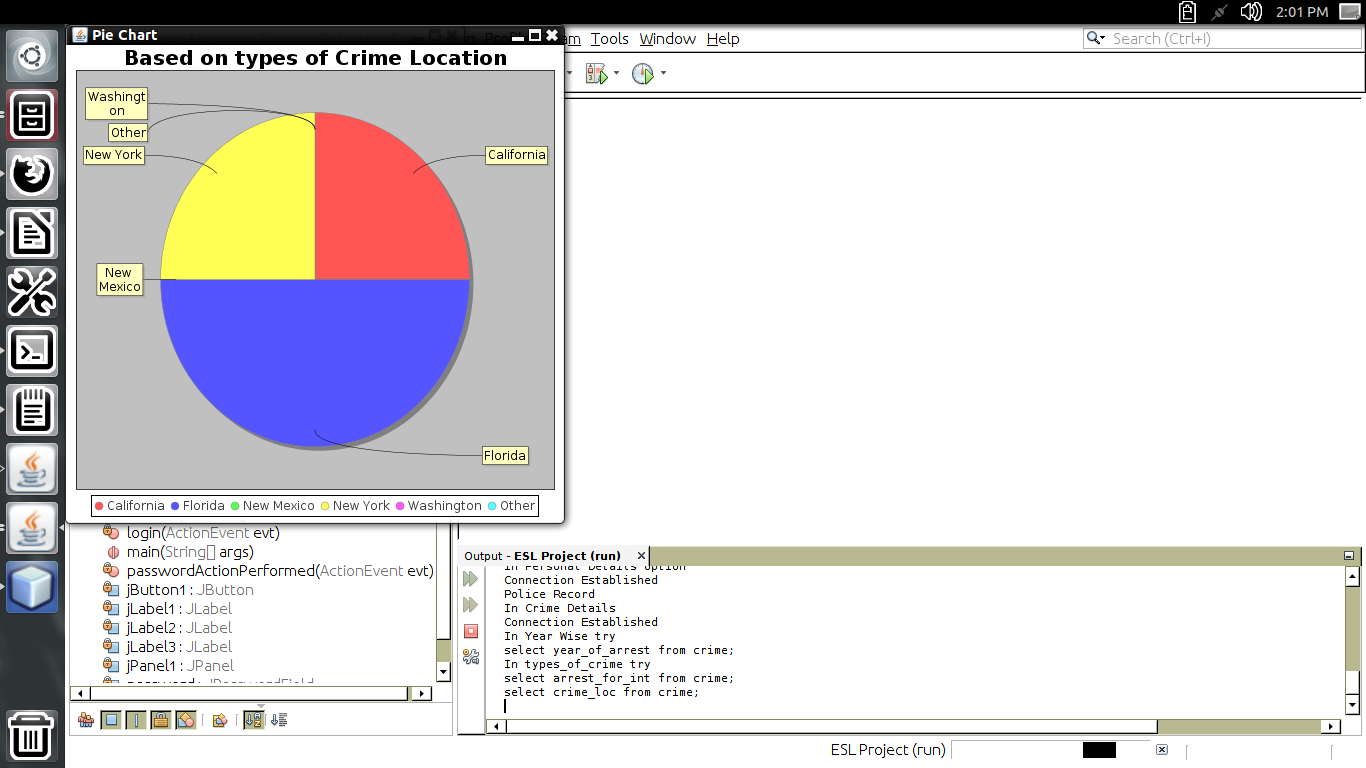 2:01 PM
Pie Chart
Tools Window Help
Search (Ctrl+I)
Based on types of Crime Location
Washingt
on
Other
New York
California
New
Mexico
Florida
California Florida New Mexico New York Washington Other
login(ActionEvent evt)
main(String[] args)
passwordActionPerformed(ActionEvent evt)
jButton1 : JButton
jLabel1 : JLabel
jLabel2 : JLabel
jLabel3 : JLabel
jPanel1 : JPanel
password : JPasswordField
Output - ESL Project (run)
In Personal Details Option
Connection Established
Police Record
In Crime Details
Connection Established
In Year Wise try
select year_of_arrest from crime;
In types_of_crime try
select arrest_for_int from crime;
select crime_loc from crime;
ESL Project (run)